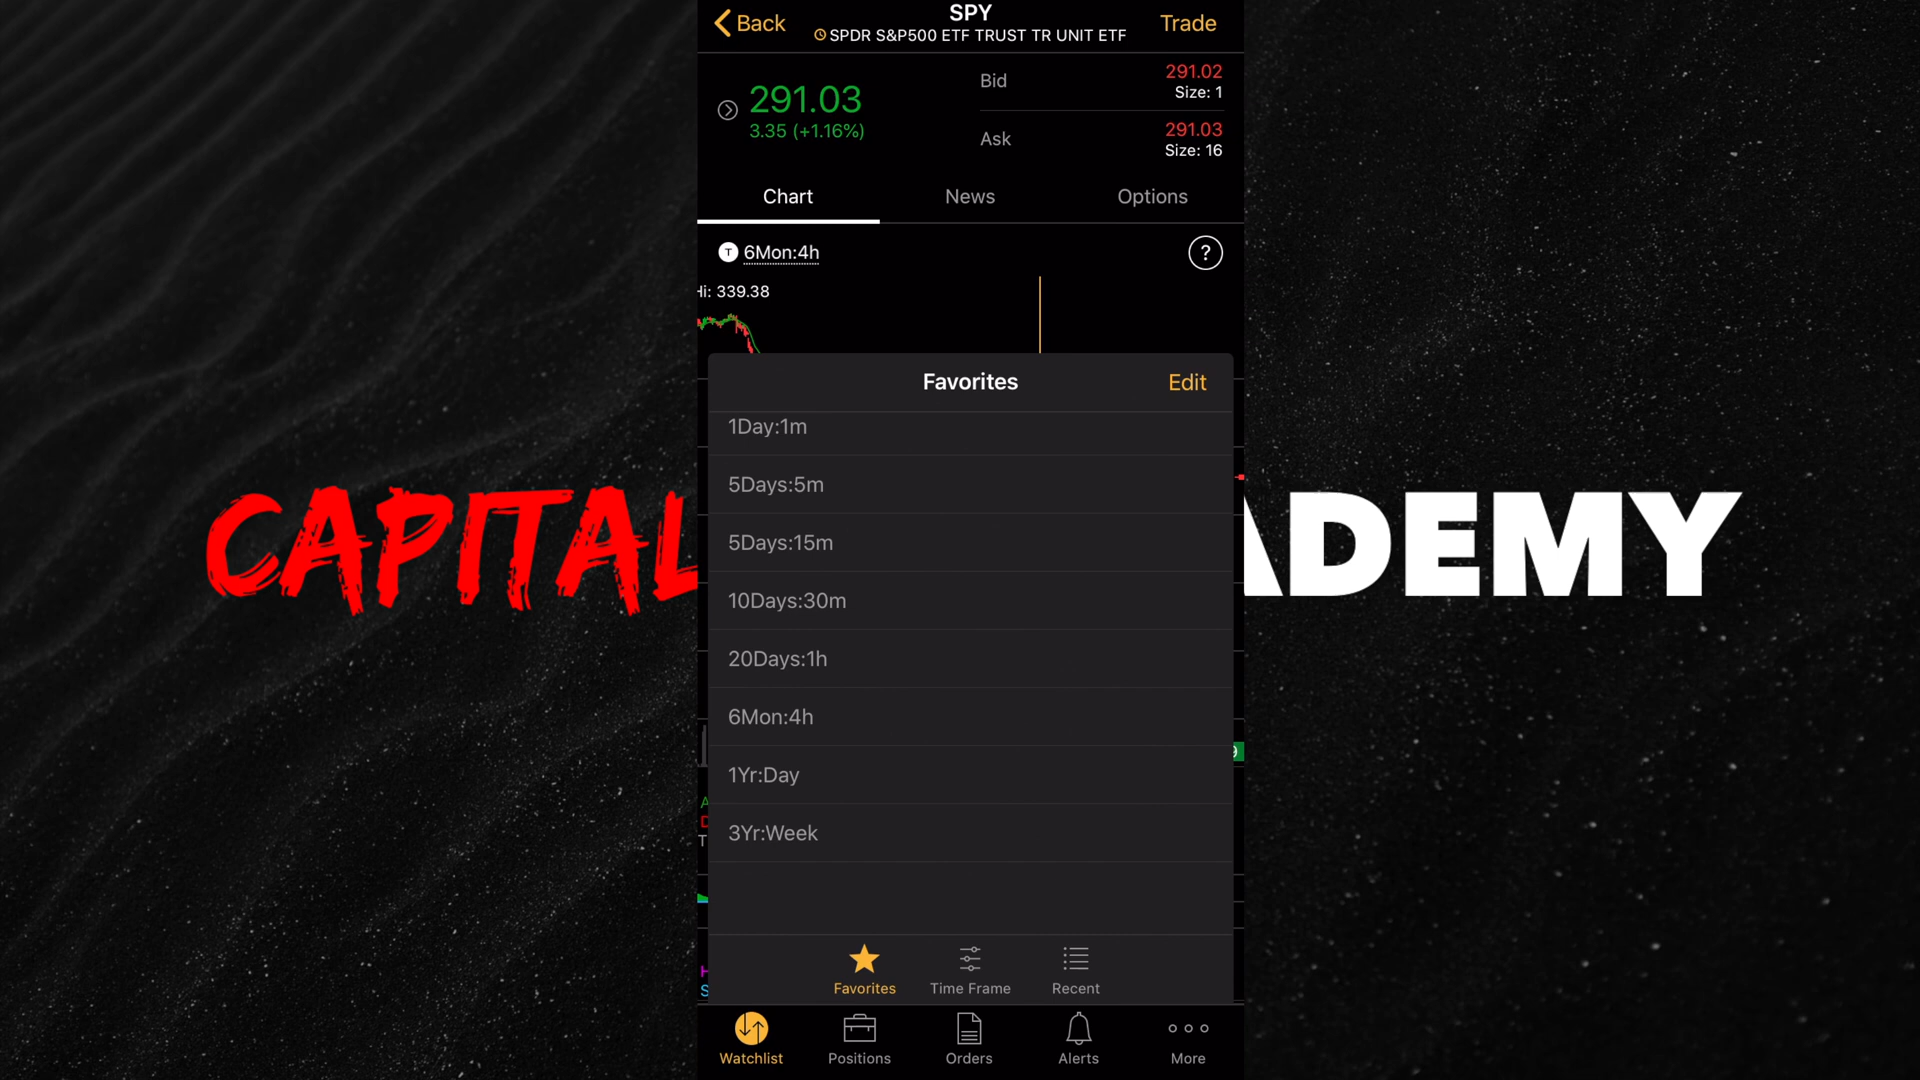 Back
SPY
SPDR S&P500 ETF TRUST TR UNIT ETF
Trade
291.03
3.35 (+1.16%)
Bid
291.02
Size: 1
Ask
291.03
Size: 16
Chart
News
Options
T 6Mon:4h
?
Hi: 339.38
Favorites
Edit
1Day:1m
5Days:5m
5Days:15m
10Days:30m
20Days:1h
6Mon:4h
1Yr:Day
3Yr:Week
CAPITAL
ADEMY
9
A
D
T
H
S
Favorites
Time Frame
Recent
Watchlist
Positions
Orders
Alerts
More